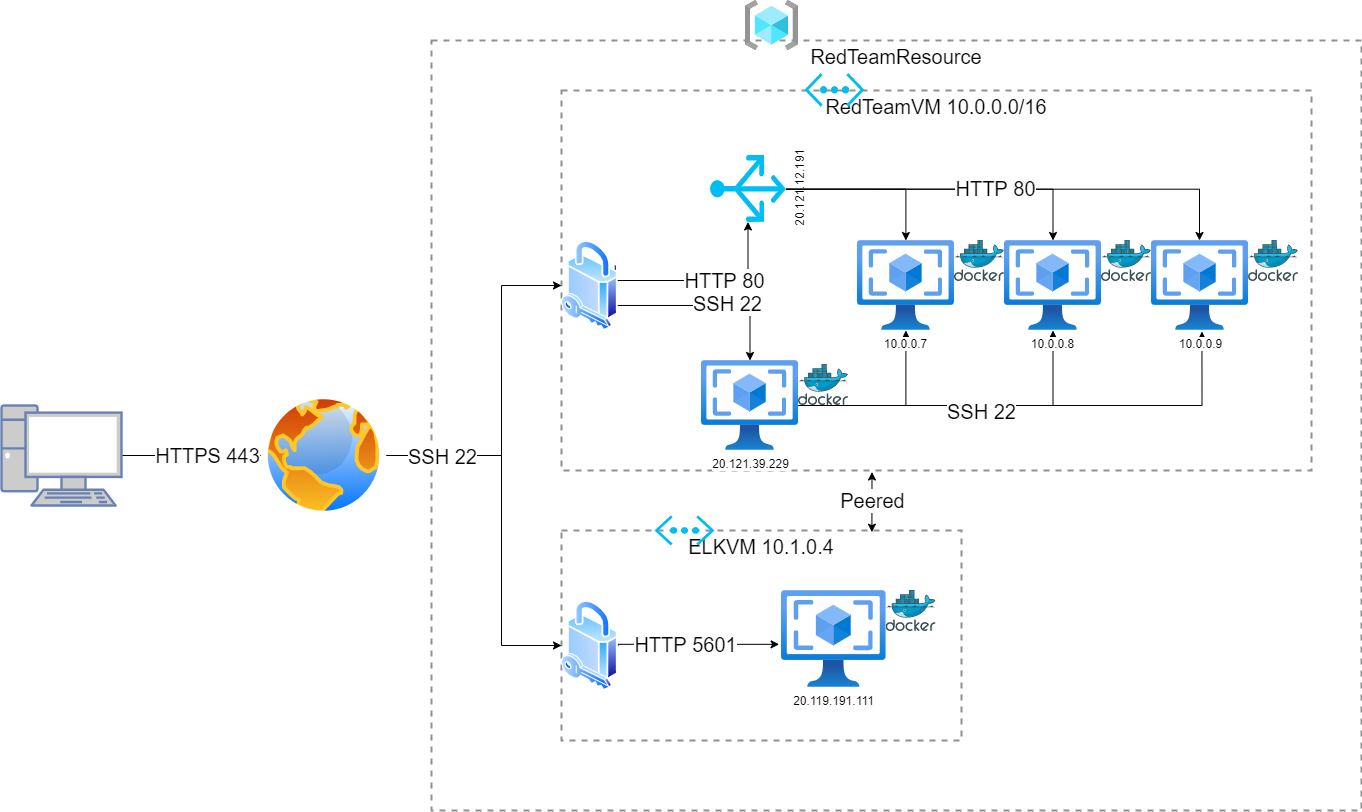 RedTeamResource
RedTeamVM 10.0.0.0/16
20.121.12.191
HTTP 80
docker
docker
docker
HTTP 80
SSH 22
10.0.0.7
10.0.0.8
10.0.0.9
docker
SSH 22
HTTPS 443
SSH 22
20.121.39.229
Peered
ELKVM 10.1.0.4
docker
HTTP 5601
20.119.191.111